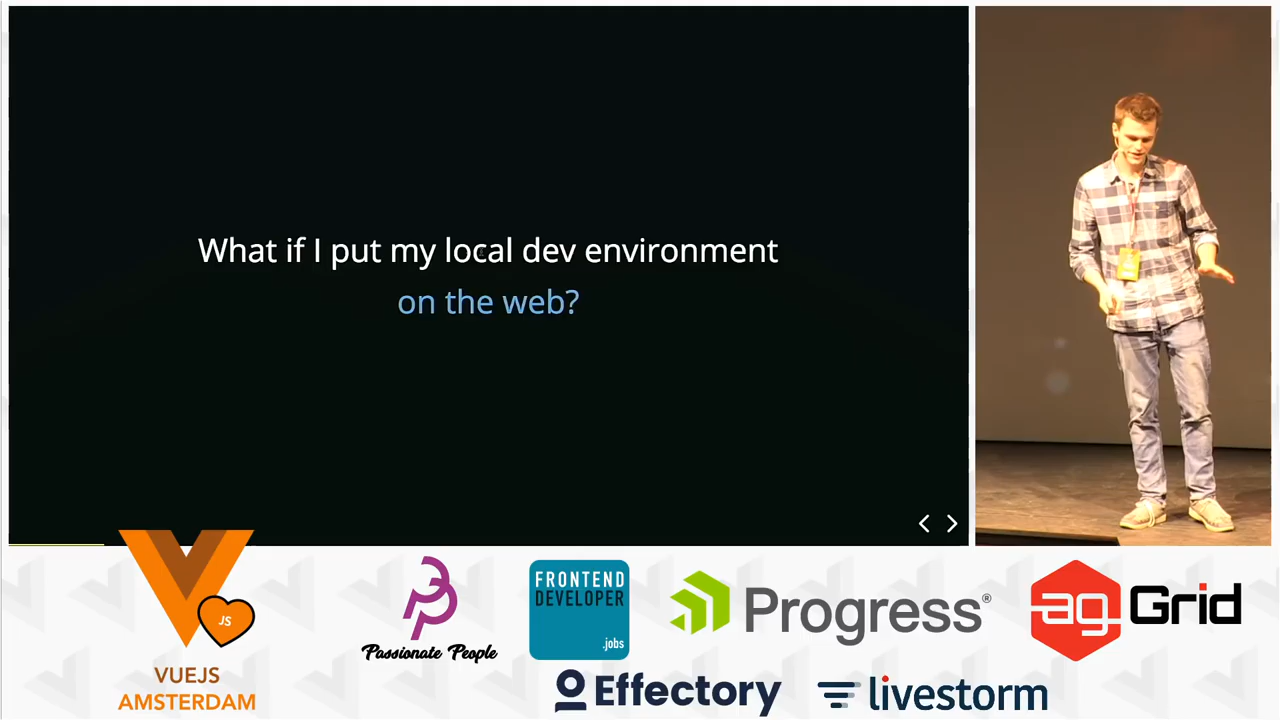 What if I put my local dev environment
on the web?
JS
VUEJS
AMSTERDAM
Passionate People
FRONTEND
DEVELOPER
.jobs
Progress®
ag Grid
Effectory
livestorm